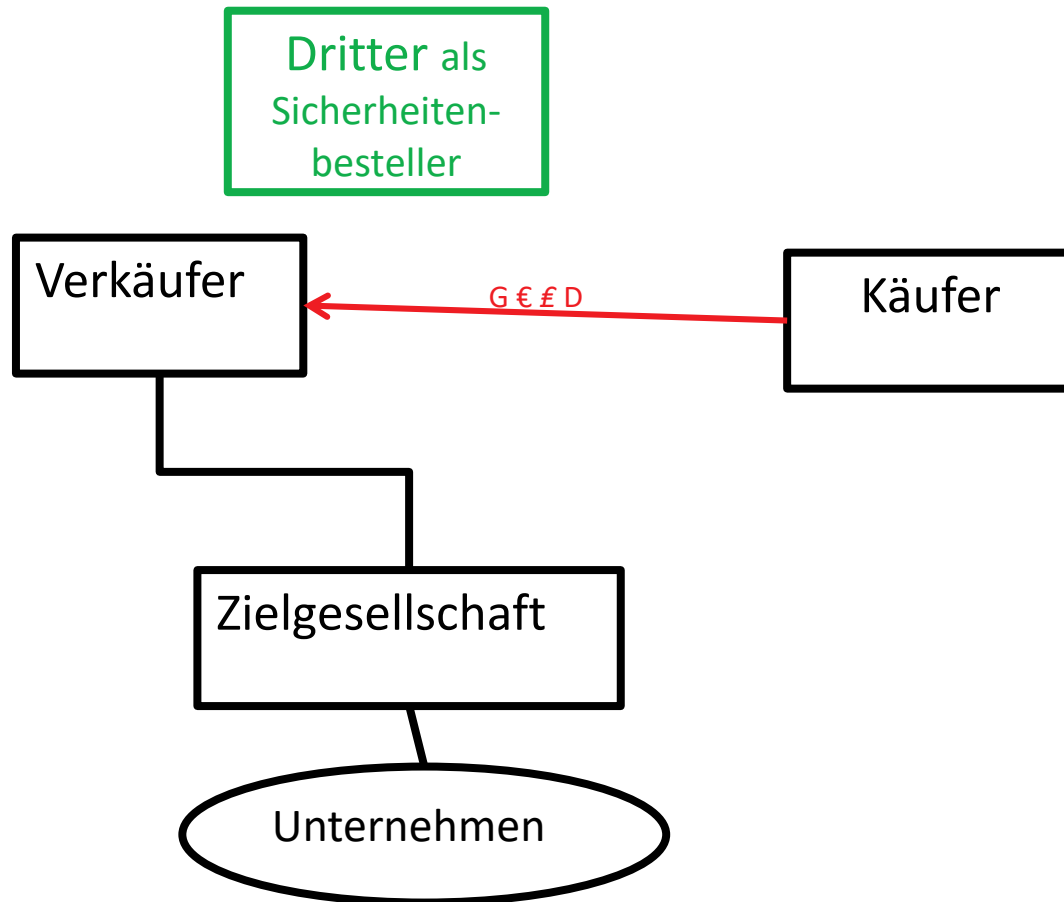 Dritter als
Sicherheiten-
besteller
Verkäufer
G € ₤ D
Käufer
Zielgesellschaft
Unternehmen